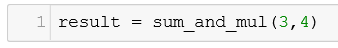 1 result = sum_and_mul(3,4)